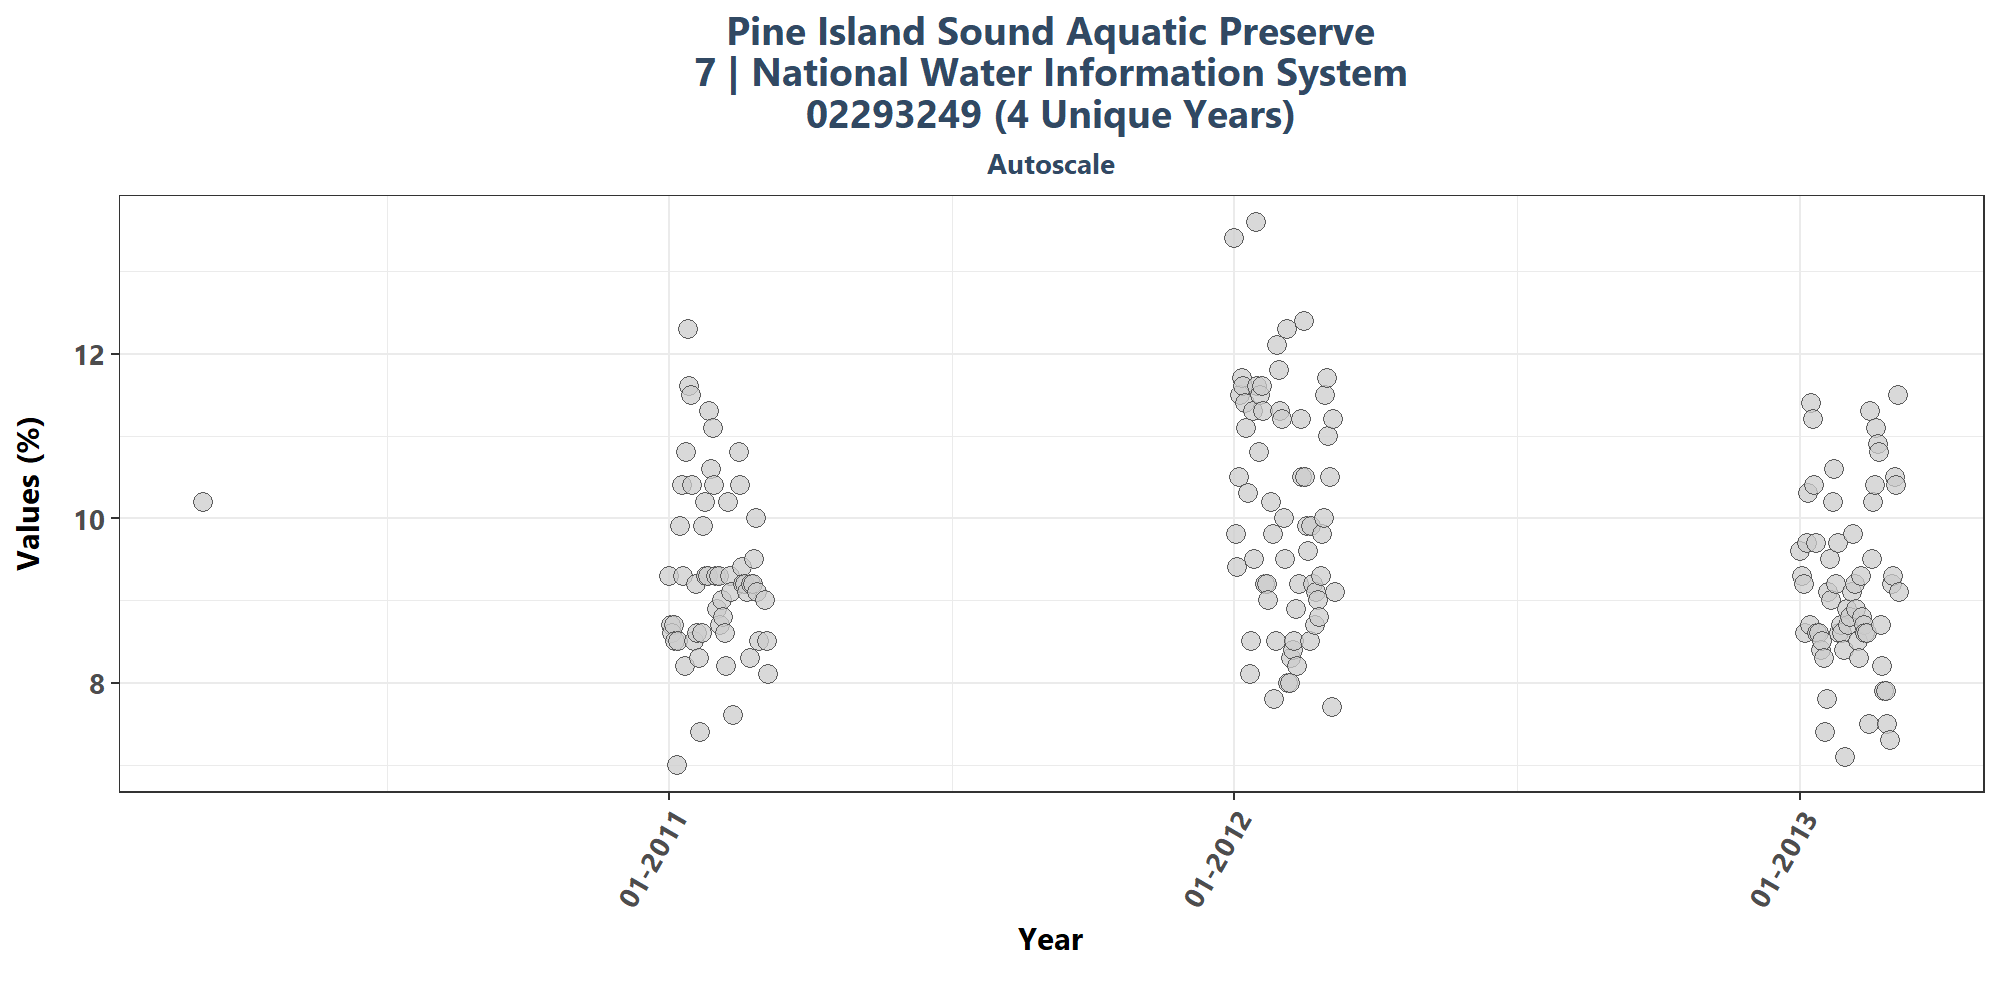 Pine Island Sound Aquatic Preserve
7 | National Water Information System
02293249 (4 Unique Years)
Autoscale
Values (%)
12
10
8
01-2011
01-2012
01-2013
Year